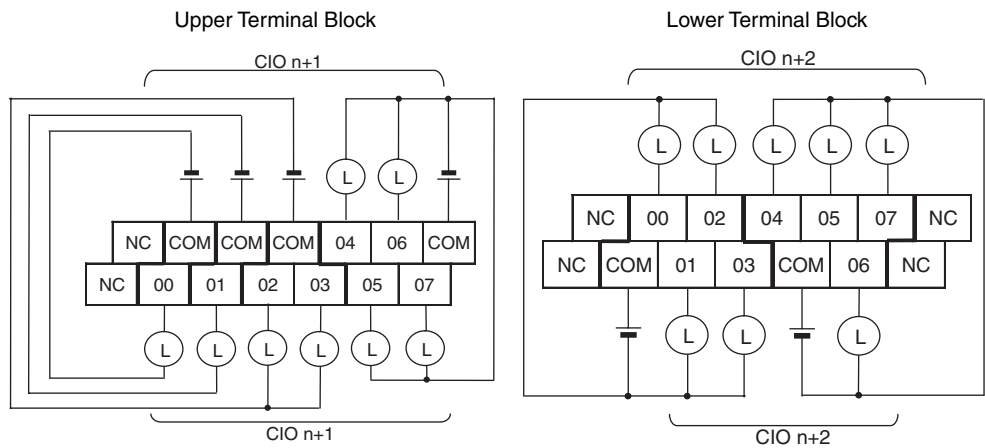 Upper Terminal Block
CIO n+1
L L
NC COM COM COM 04 06 COM
NC 00 01 02 03 05 07
L L L L L L
CIO n+1
Lower Terminal Block
CIO n+2
L L L L L
NC 00 02 04 05 07 NC
NC COM 01 03 COM 06 NC
L L L
CIO n+2